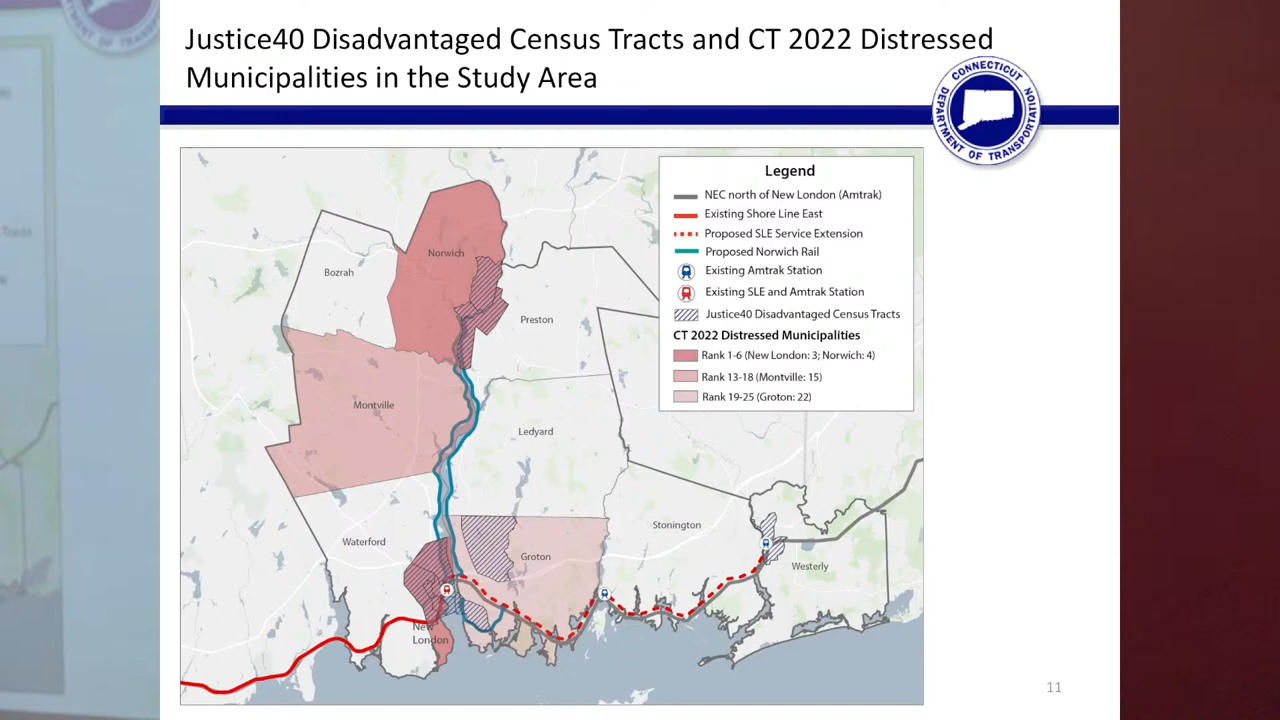 Justice40 Disadvantaged Census Tracts and CT 2022 Distressed
Municipalities in the Study Area
CONNECTICUT
DEPARTMENT OF TRANSPORTATION
Legend
NEC north of New London (Amtrak)
Existing Shore Line East
Proposed SLE Service Extension
Proposed Norwich Rail
Existing Amtrak Station
Existing SLE and Amtrak Station
Justice40 Disadvantaged Census Tracts
CT 2022 Distressed Municipalities
Rank 1-6 (New London: 3; Norwich: 4)
Rank 13-18 (Montville: 15)
Rank 19-25 (Groton: 22)
Norwich
Bozrah
Preston
Montville
Ledyard
Stonington
Waterford
Groton
Westerly
New
London
11